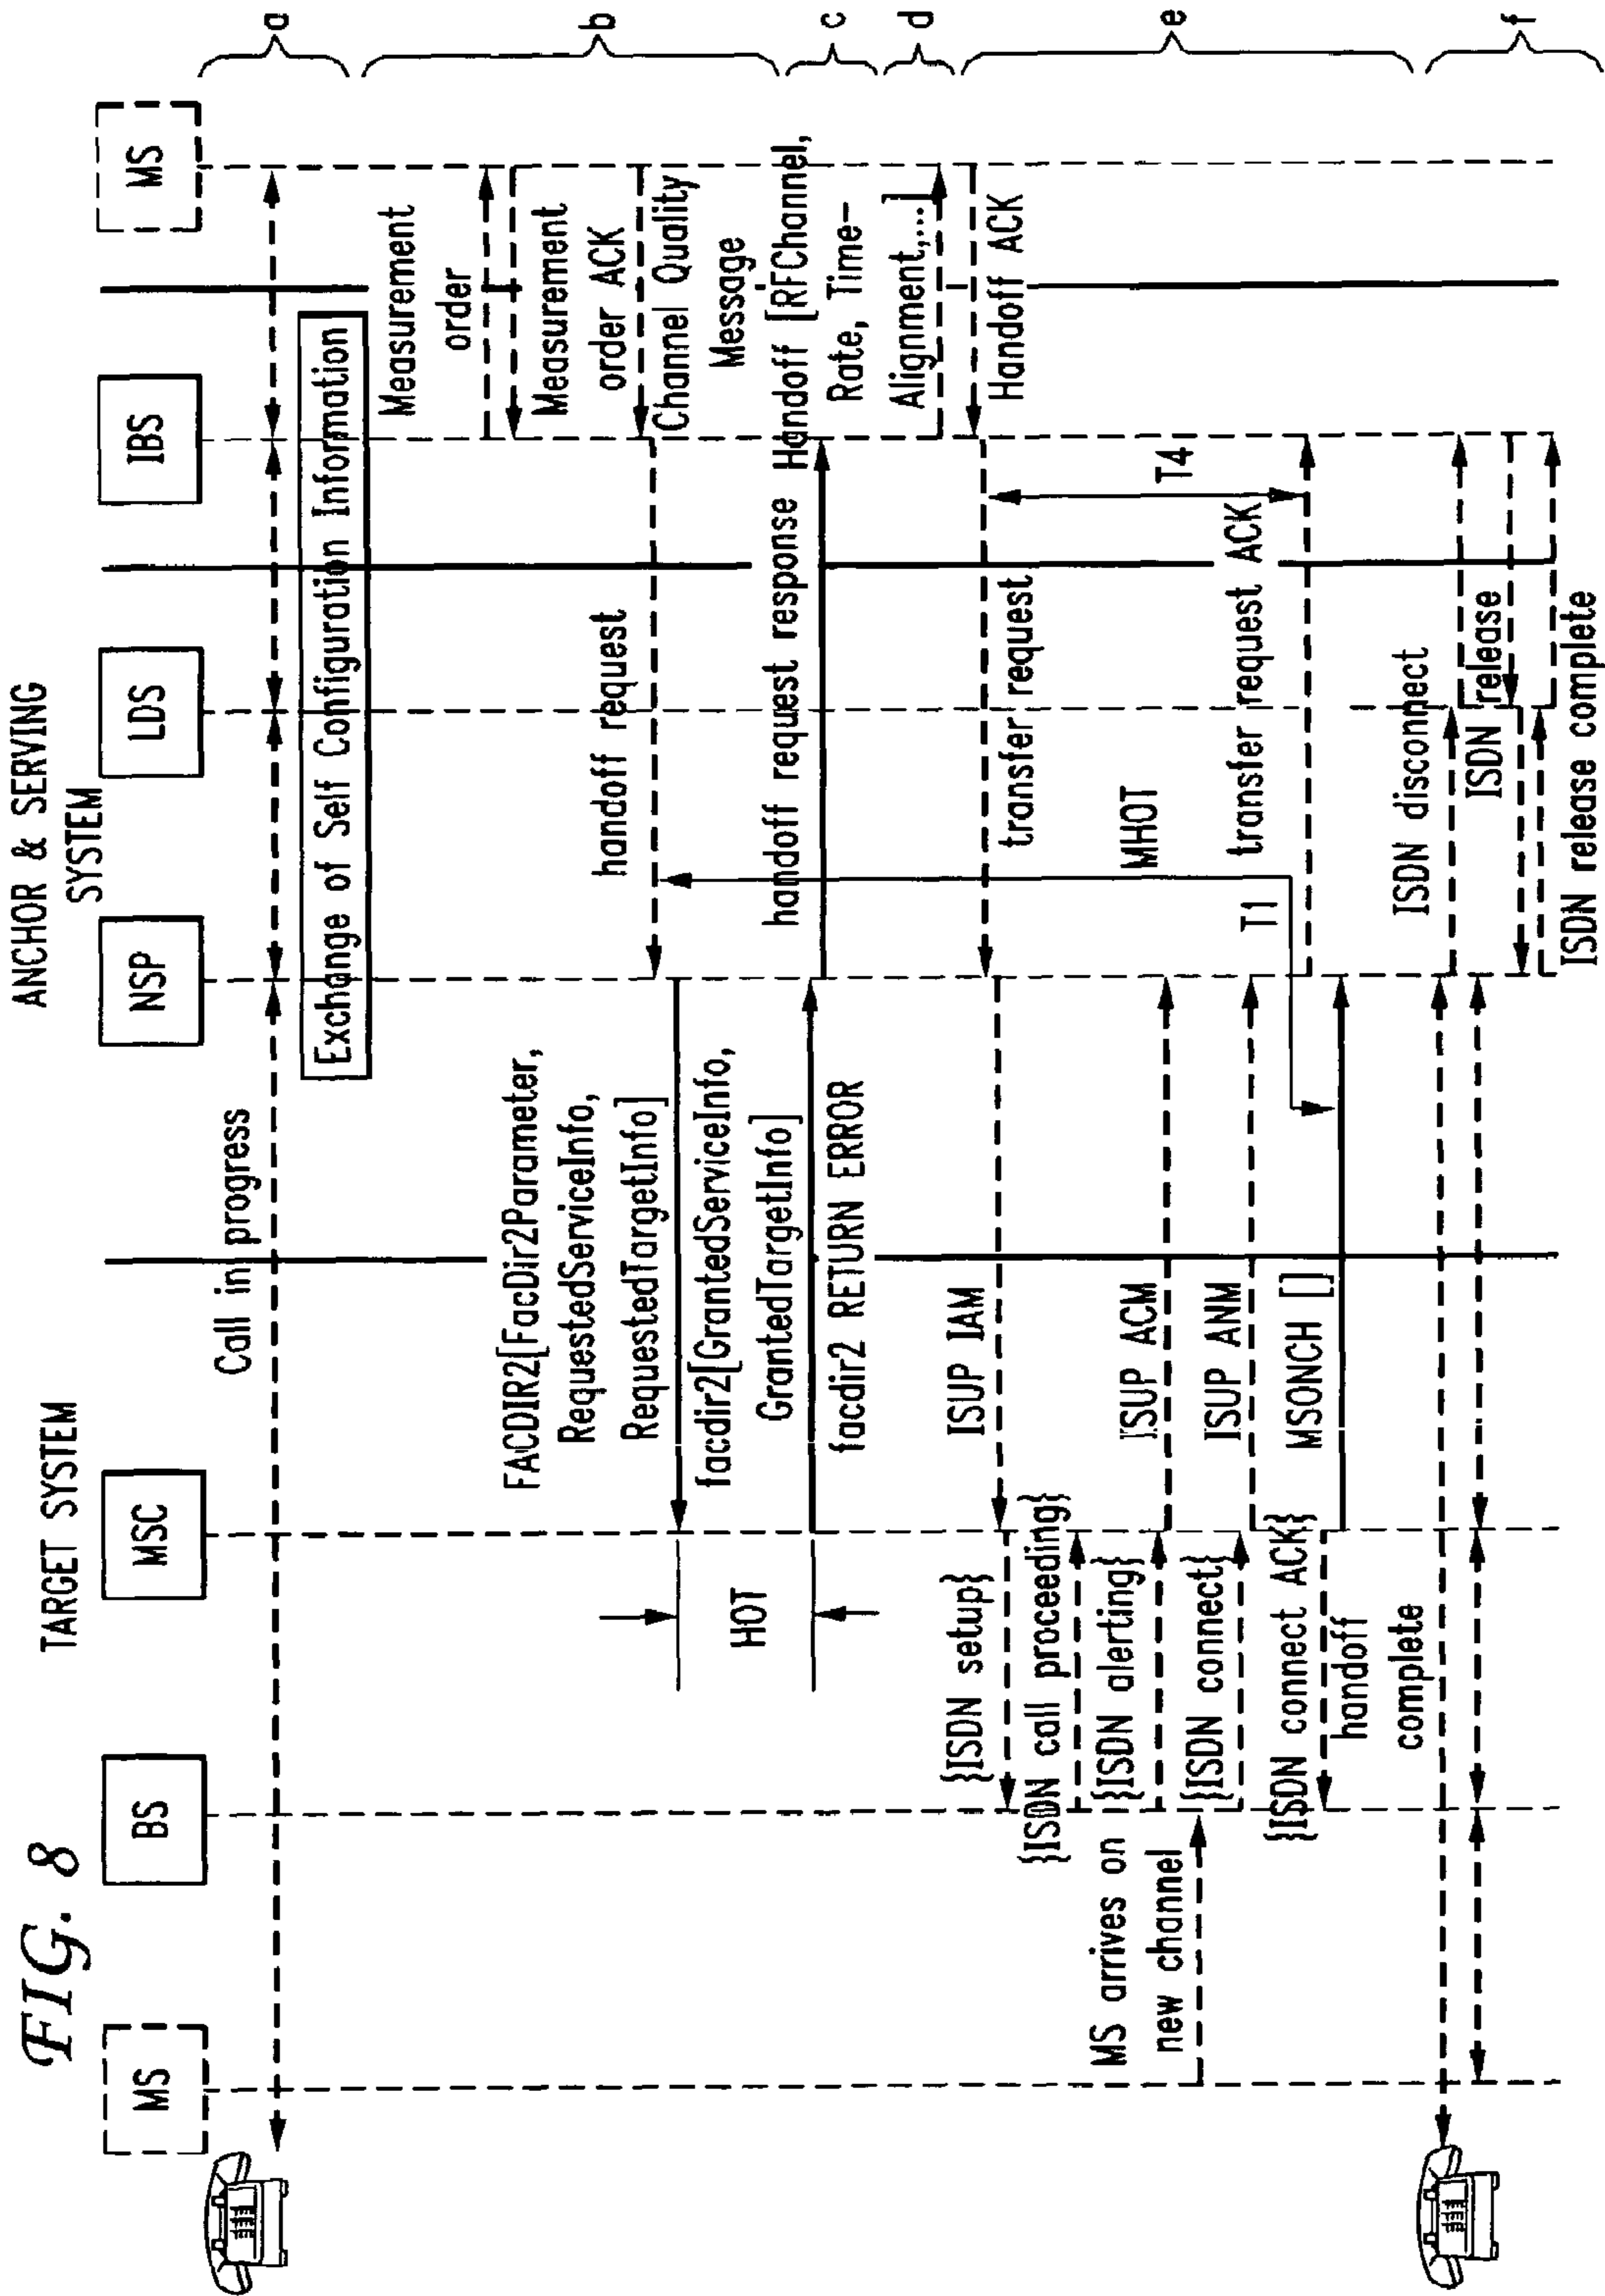 FIG. 8
TARGET SYSTEM
ANCHOR & SERVING
SYSTEM
MS
BS
MSC
NSP
LDS
IBS
MS
Call in progress
a
Exchange of Self Configuration Information
Measurement
order
Measurement
order ACK
Channel Quality
Message
handoff request
FACDIR2[FacDir2Parameter,
RequestedServiceInfo,
RequestedTargetInfo]
b
HOT
facdir2[GrantedServiceInfo,
GrantedTargetInfo]
facdir2 RETURN ERROR
handoff request response
c
Handoff [RFChannel,
Rate, Time-
Alignment,...]
d
Handoff ACK
transfer request
ISUP IAM
{ISDN setup}
{ISDN call proceeding}
{ISDN alerting}
ISUP ACM
MS arrives on
new channel
{ISDN connect}
ISUP ANM
T4
MHOT
T1
transfer request ACK
{ISDN connect ACK}
MSONCH []
e
handoff
complete
ISDN disconnect
ISDN release
ISDN release complete
f